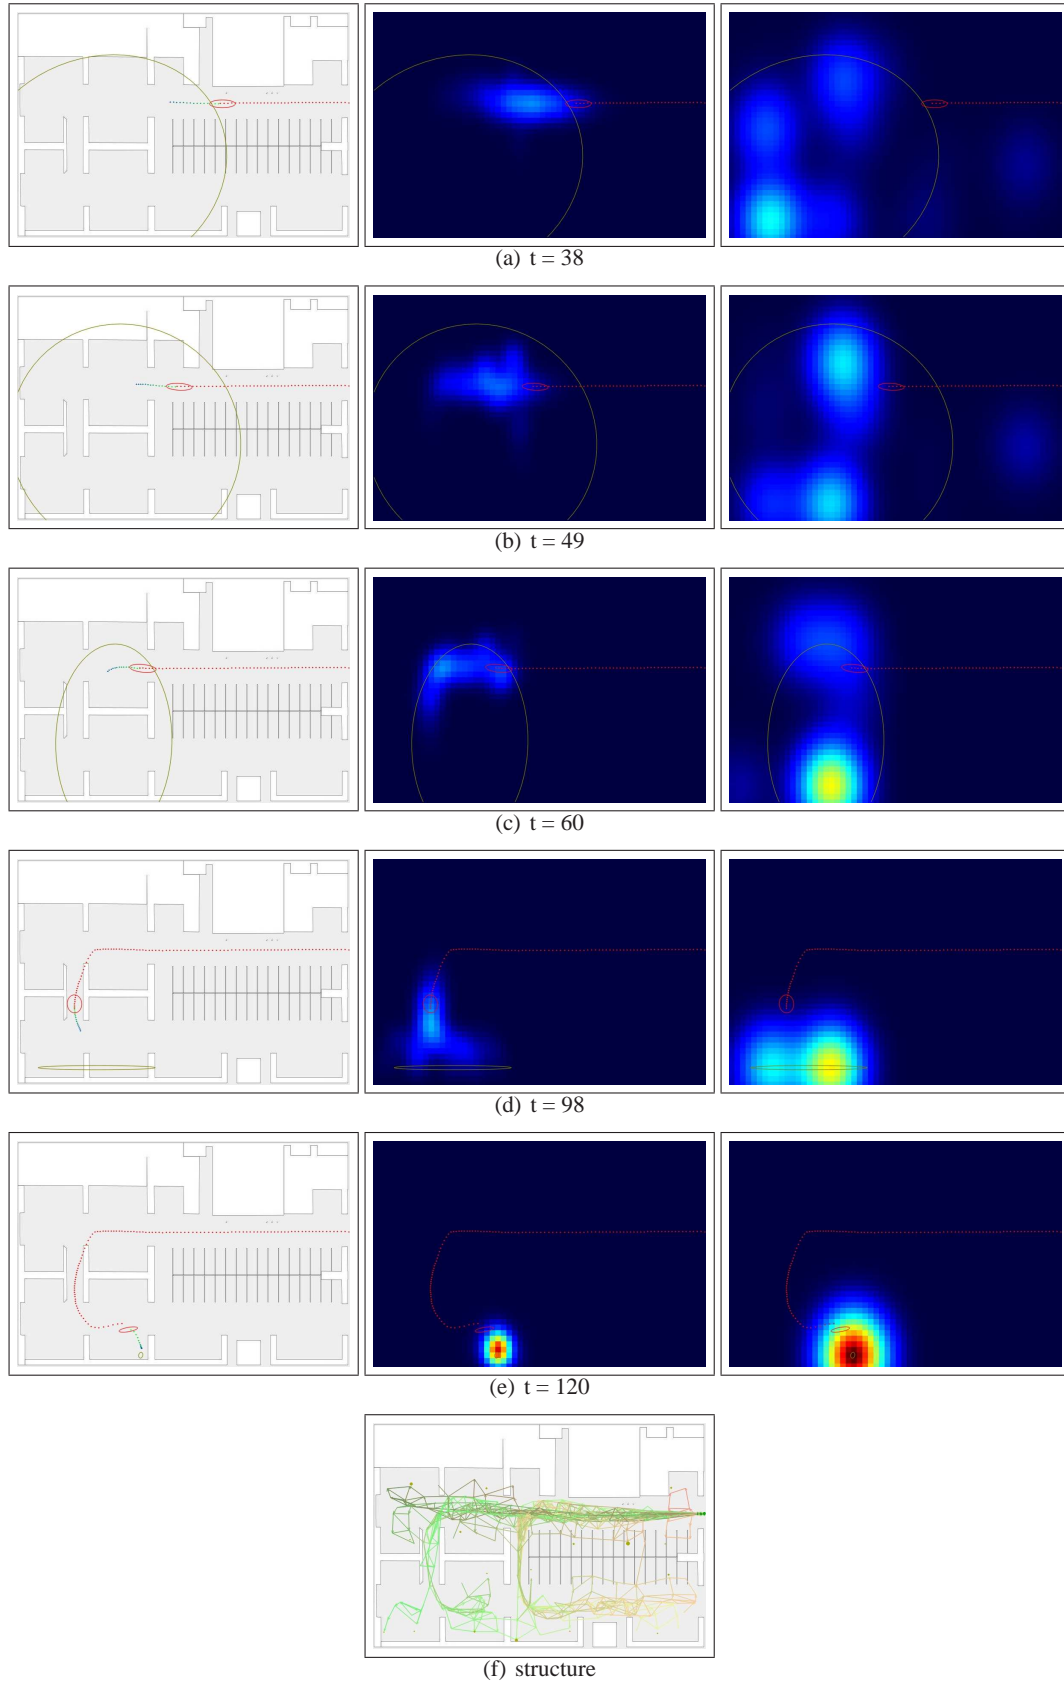 (a) t = 38
(b) t = 49
(c) t = 60
(d) t = 98
(e) t = 120
(f) structure